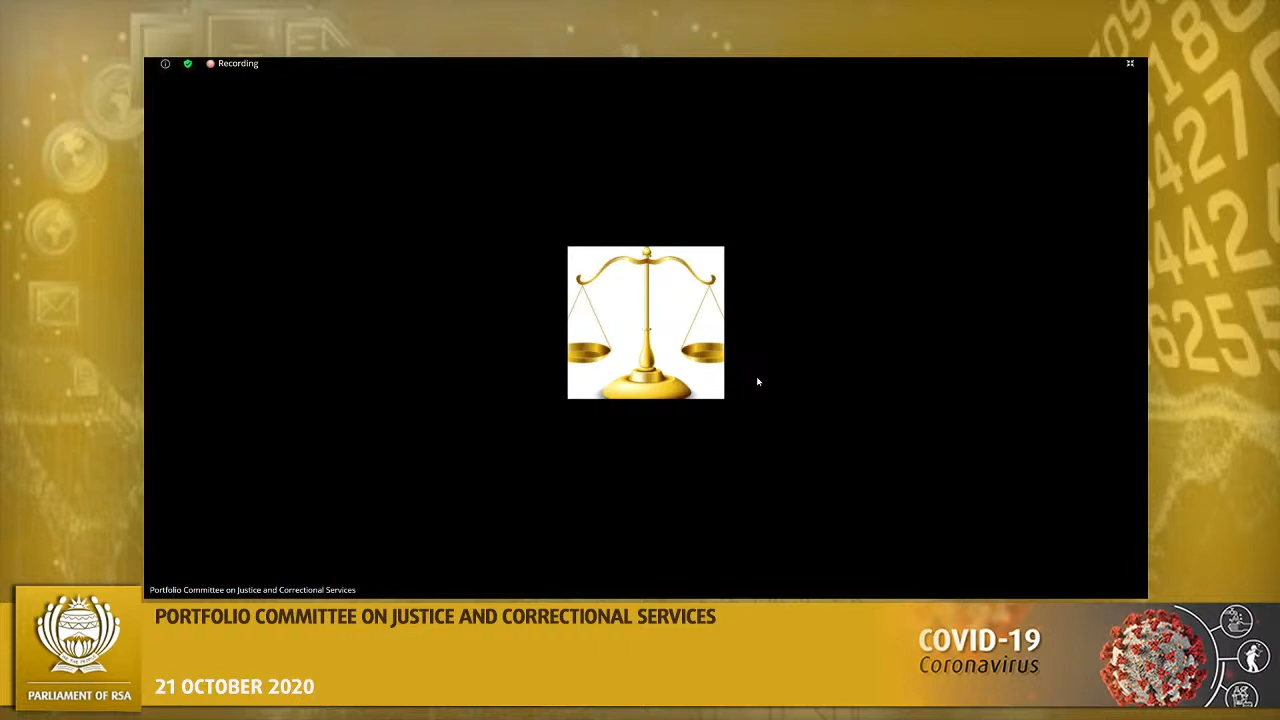 Recording
Portfolio Committee on Justice and Correctional Services
PORTFOLIO COMMITTEE ON JUSTICE AND CORRECTIONAL SERVICES
21 OCTOBER 2020
PARLIAMENT OF RSA
COVID-19
Coronavirus